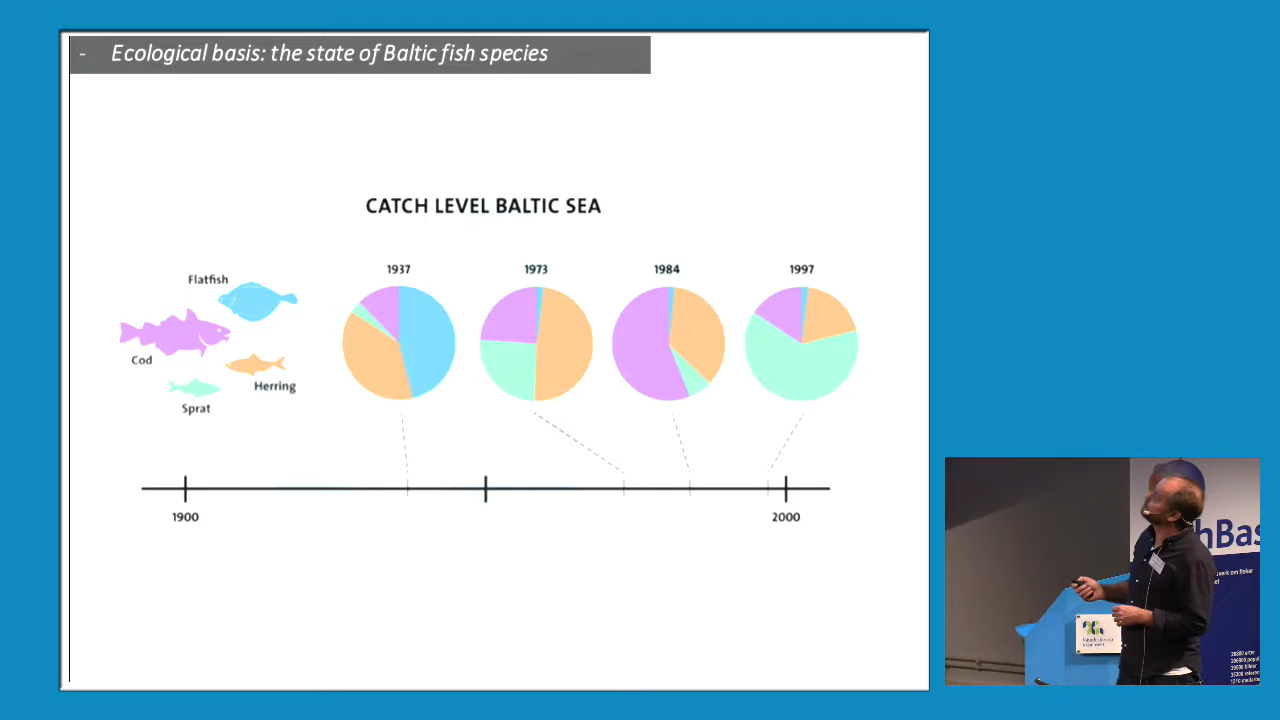 - Ecological basis: the state of Baltic fish species
CATCH LEVEL BALTIC SEA
1937 1973 1984 1997
Flatfish
Cod
Herring
Sprat
1900 2000
hBas